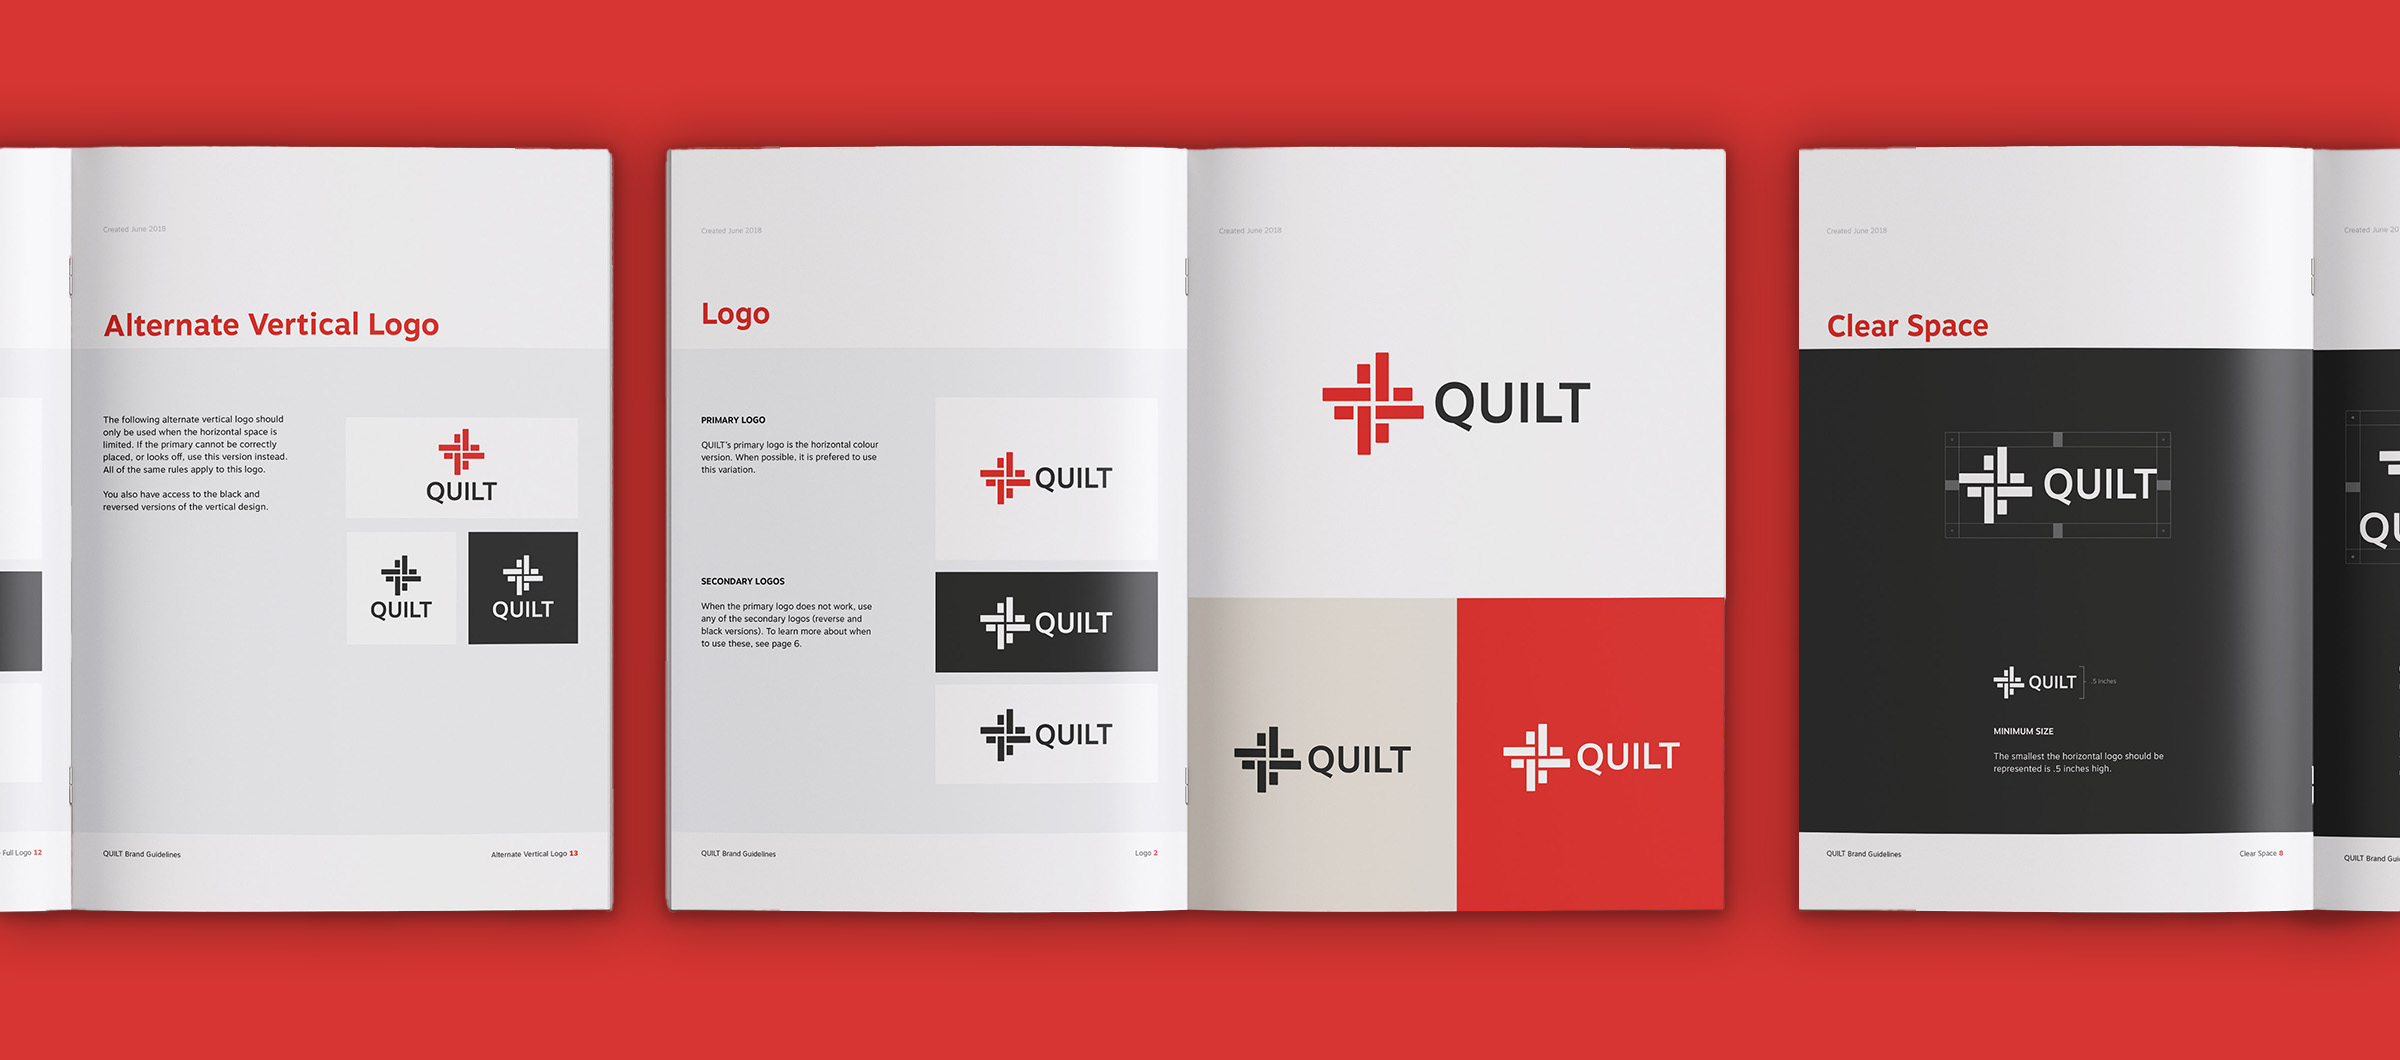 Full Logo 12
Created June 2018
Alternate Vertical Logo
The following alternate vertical logo should
only be used when the horizontal space is
limited. If the primary cannot be correctly
placed, or looks off, use this version instead.
All of the same rules apply to this logo.
You also have access to the black and
reversed versions of the vertical design.
QUILT
QUILT
QUILT
QUILT Brand Guidelines
Alternate Vertical Logo 13
Created June 2018
Logo
PRIMARY LOGO
QUILT's primary logo is the horizontal colour
version. When possible, it is prefered to use
this variation.
QUILT
SECONDARY LOGOS
When the primary logo does not work, use
any of the secondary logos (reverse and
black versions). To learn more about when
to use these, see page 6.
QUILT
QUILT
QUILT Brand Guidelines
Logo 2
Created June 2018
QUILT
QUILT
QUILT
Created June 2018
Clear Space
QUILT
QUILT
.5 inches
MINIMUM SIZE
The smallest the horizontal logo should be
represented is .5 inches high.
QUILT Brand Guidelines
Clear Space 8
Created June 20
QU
QUILT Brand Gui